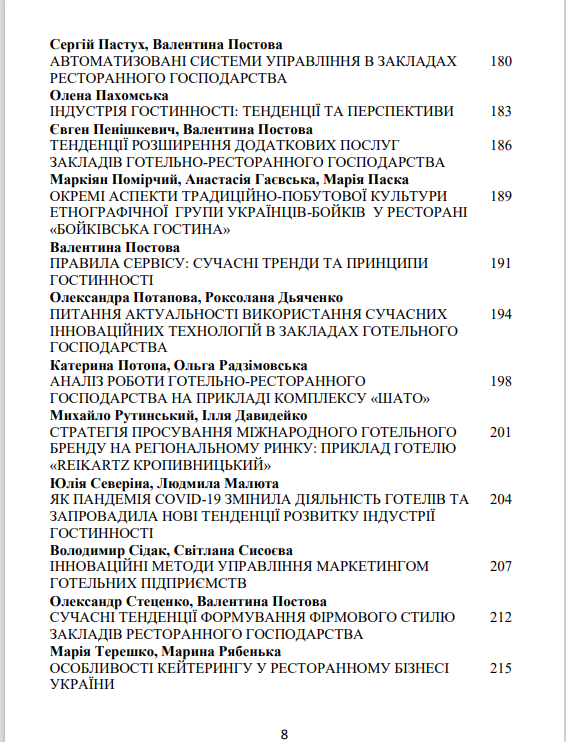 Сергій Пастух, Валентина Постова
АВТОМАТИЗОВАНІ СИСТЕМИ УПРАВЛІННЯ В ЗАКЛАДАХ 180
РЕСТОРАННОГО ГОСПОДАРСТВА
Олена Пахомська
ІНДУСТРІЯ ГОСТИННОСТІ: ТЕНДЕНЦІЇ ТА ПЕРСПЕКТИВИ 183
Євген Пенішкевич, Валентина Постова
ТЕНДЕНЦІЇ РОЗШИРЕННЯ ДОДАТКОВИХ ПОСЛУГ 186
ЗАКЛАДІВ ГОТЕЛЬНО-РЕСТОРАННОГО ГОСПОДАРСТВА
Маркіян Помірчий, Анастасія Гаєвська, Марія Паска
ОКРЕМІ АСПЕКТИ ТРАДИЦІЙНО-ПОБУТОВОЇ КУЛЬТУРИ 189
ЕТНОГРАФІЧНОЇ ГРУПИ УКРАЇНЦІВ-БОЙКІВ У РЕСТОРАНІ
«БОЙКІВСЬКА ГОСТИНА»
Валентина Постова
ПРАВИЛА СЕРВІСУ: СУЧАСНІ ТРЕНДИ ТА ПРИНЦИПИ 191
ГОСТИННОСТІ
Олександра Потапова, Роксолана Дьяченко
ПИТАННЯ АКТУАЛЬНОСТІ ВИКОРИСТАННЯ СУЧАСНИХ 194
ІННОВАЦІЙНИХ ТЕХНОЛОГІЙ В ЗАКЛАДАХ ГОТЕЛЬНОГО
ГОСПОДАРСТВА
Катерина Потопа, Ольга Радзімовська
АНАЛІЗ РОБОТИ ГОТЕЛЬНО-РЕСТОРАННОГО 198
ГОСПОДАРСТВА НА ПРИКЛАДІ КОМПЛЕКСУ «ШАТО»
Михайло Рутинський, Ілля Давидейко
СТРАТЕГІЯ ПРОСУВАННЯ МІЖНАРОДНОГО ГОТЕЛЬНОГО 201
БРЕНДУ НА РЕГІОНАЛЬНОМУ РИНКУ: ПРИКЛАД ГОТЕЛЮ
«REIKARTZ КРОПИВНИЦЬКИЙ»
Юлія Северіна, Людмила Малюта
ЯК ПАНДЕМІЯ COVID-19 ЗМІНИЛА ДІЯЛЬНІСТЬ ГОТЕЛІВ ТА 204
ЗАПРОВАДИЛА НОВІ ТЕНДЕНЦІЇ РОЗВИТКУ ІНДУСТРІЇ
ГОСТИННОСТІ
Володимир Сідак, Світлана Сисоєва
ІННОВАЦІЙНІ МЕТОДИ УПРАВЛІННЯ МАРКЕТИНГОМ 207
ГОТЕЛЬНИХ ПІДПРИЄМСТВ
Олександр Стеценко, Валентина Постова
СУЧАСНІ ТЕНДЕНЦІЇ ФОРМУВАННЯ ФІРМОВОГО СТИЛЮ 212
ЗАКЛАДІВ РЕСТОРАННОГО ГОСПОДАРСТВА
Марія Терешко, Марина Рябенька
ОСОБЛИВОСТІ КЕЙТЕРИНГУ У РЕСТОРАННОМУ БІЗНЕСІ 215
УКРАЇНИ
8